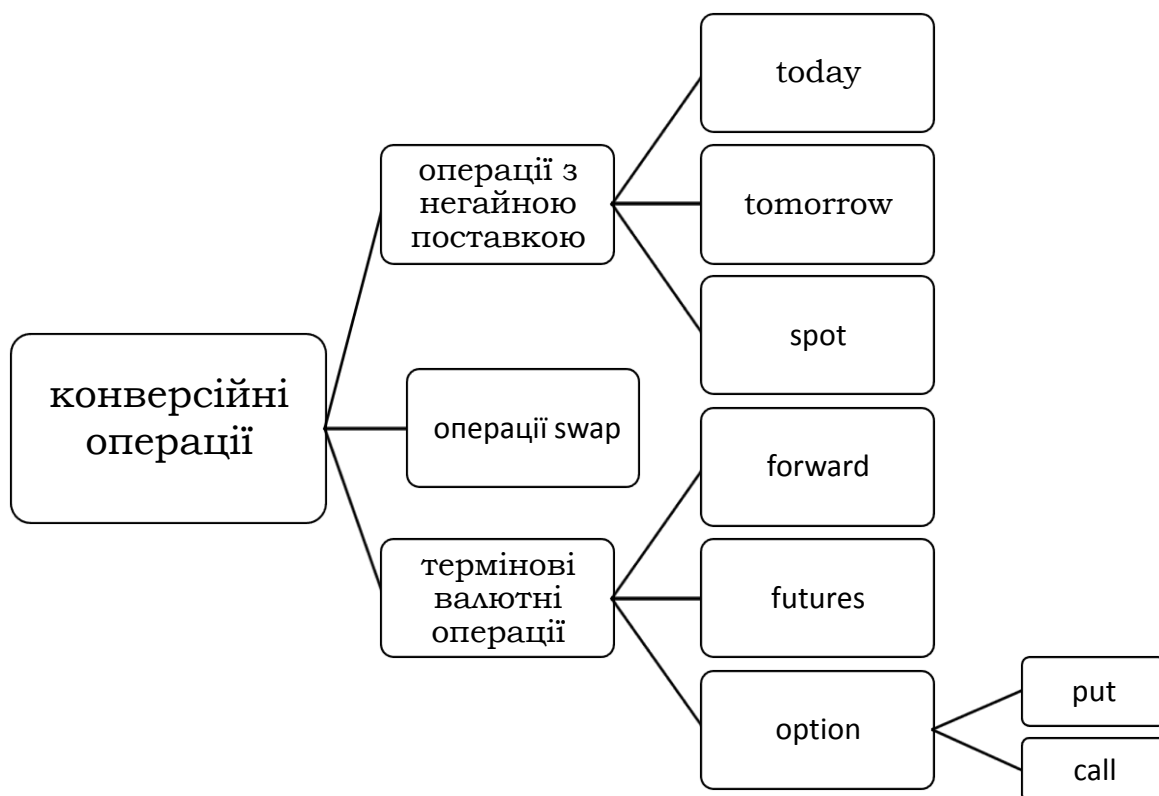 конверсійні
операції
операції з
негайною
поставкою
today
tomorrow
spot
операції swap
термінові
валютні
операції
forward
futures
option
put
call